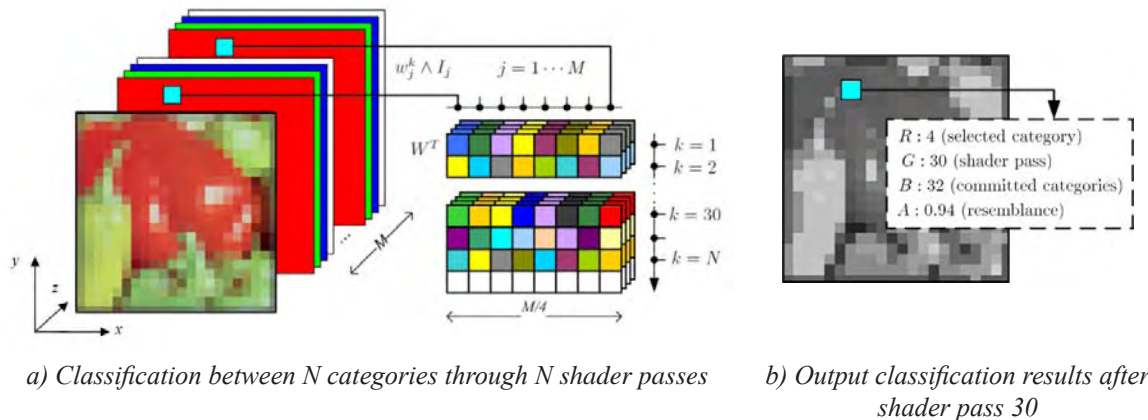 w_j^k ∧ I_j
j = 1 ⋯ M
W^T
k = 1
k = 2
k = 30
k = N
M
...
M/4
y
z
x
R : 4 (selected category)
G : 30 (shader pass)
B : 32 (committed categories)
A : 0.94 (resemblance)
a) Classification between N categories through N shader passes
b) Output classification results after
shader pass 30